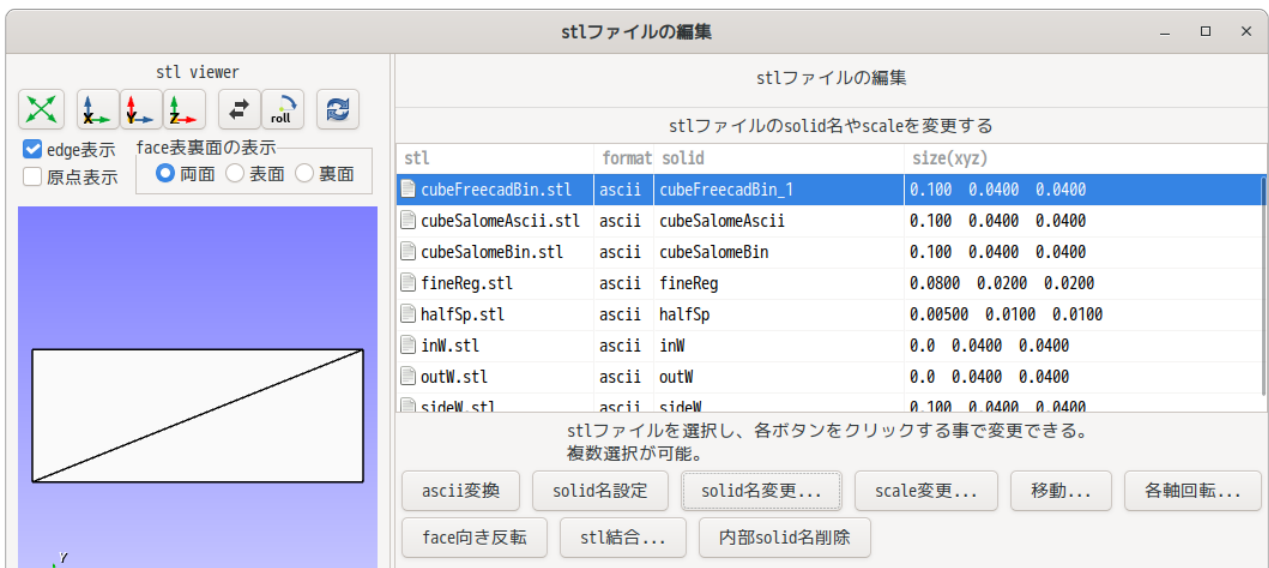 stlファイルの編集
stl viewer
X Y Z roll
edge表示
原点表示
face表裏面の表示
両面 表面 裏面
Y
stlファイルの編集
stlファイルのsolid名やscaleを変更する
stl format solid size(xyz)
cubeFreecadBin.stl ascii cubeFreecadBin_1 0.100 0.0400 0.0400
cubeSalomeAscii.stl ascii cubeSalomeAscii 0.100 0.0400 0.0400
cubeSalomeBin.stl ascii cubeSalomeBin 0.100 0.0400 0.0400
fineReg.stl ascii fineReg 0.0800 0.0200 0.0200
halfSp.stl ascii halfSp 0.00500 0.0100 0.0100
inW.stl ascii inW 0.0 0.0400 0.0400
outW.stl ascii outW 0.0 0.0400 0.0400
sideW.stl ascii sideW 0.100 0.0400 0.0400
stlファイルを選択し、各ボタンをクリックする事で変更できる。
複数選択が可能。
ascii変換 solid名設定 solid名変更... scale変更... 移動... 各軸回転...
face向き反転 stl結合... 内部solid名削除